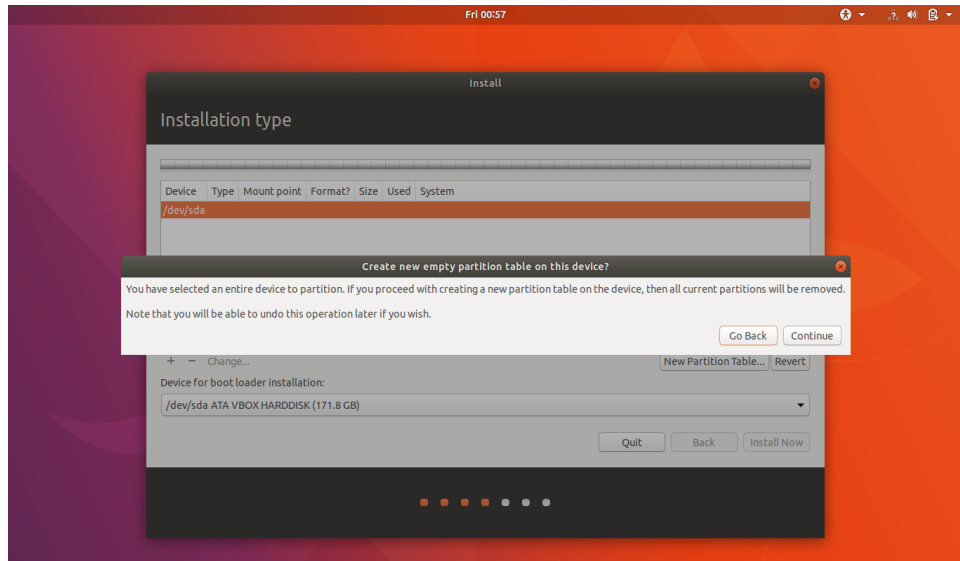 Fri 00:57
Install
Installation type
Device Type Mount point Format? Size Used System
/dev/sda
Create new empty partition table on this device?
You have selected an entire device to partition. If you proceed with creating a new partition table on the device, then all current partitions will be removed.
Note that you will be able to undo this operation later if you wish.
Go Back Continue
+ − Change... New Partition Table... Revert
Device for boot loader installation:
/dev/sda ATA VBOX HARDDISK (171.8 GB)
Quit Back Install Now